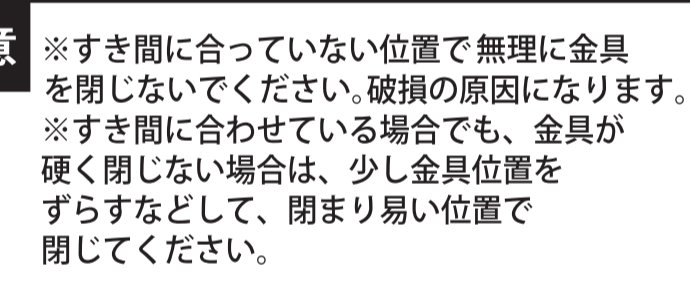 ※すき間に合っていない位置で無理に金具
を閉じないでください。破損の原因になります。
※すき間に合わせている場合でも、金具が
硬く閉じない場合は、少し金具位置を
ずらすなどして、閉まり易い位置で
閉じてください。